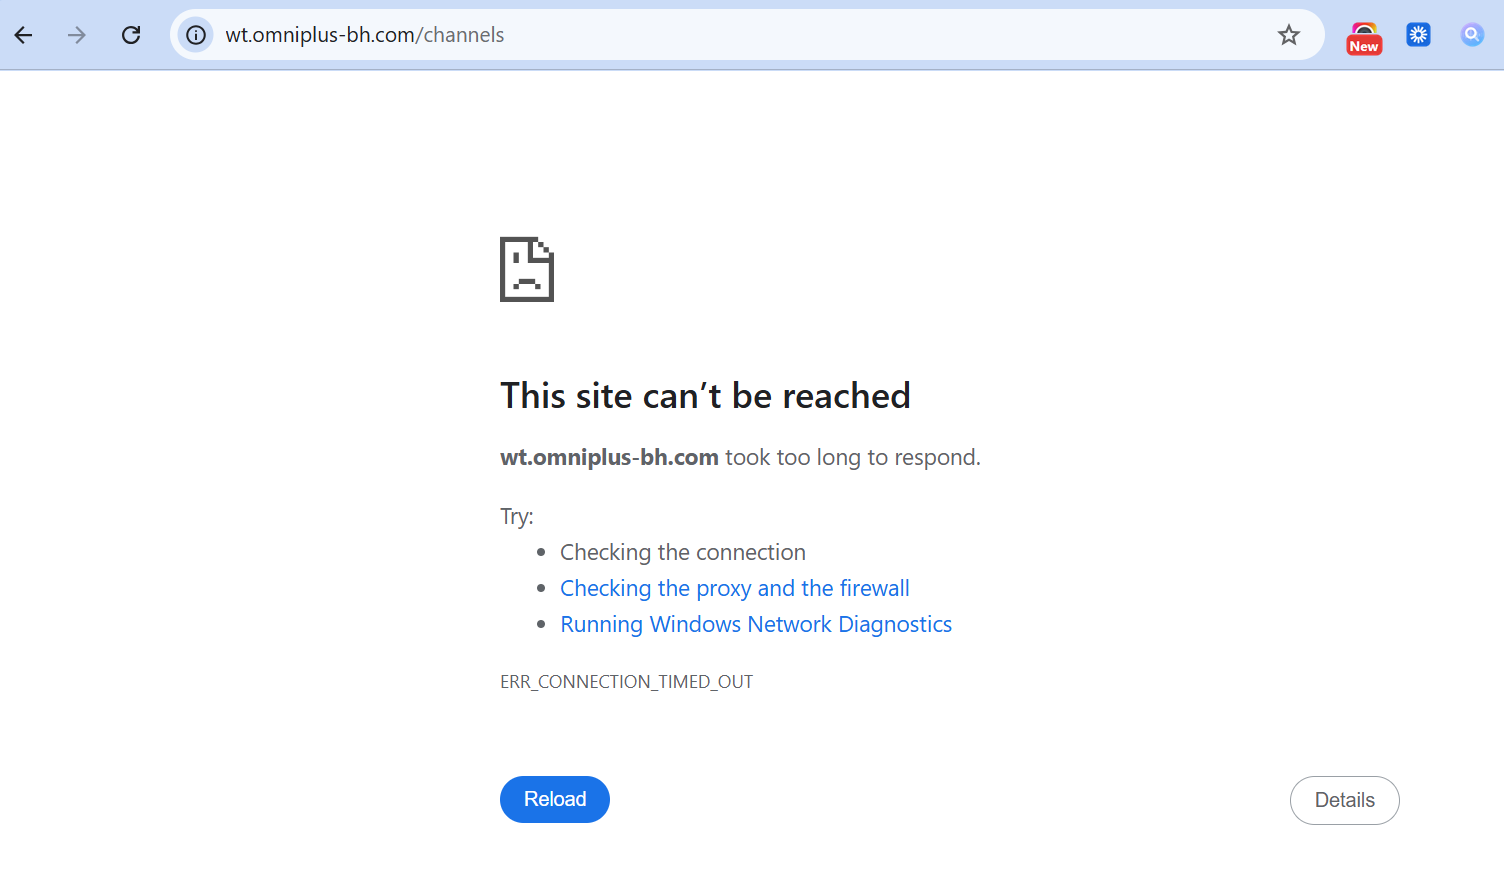 wt.omniplus-bh.com/channels
New
This site can’t be reached
wt.omniplus-bh.com took too long to respond.
Try:
Checking the connection
Checking the proxy and the firewall
Running Windows Network Diagnostics
ERR_CONNECTION_TIMED_OUT
Reload
Details